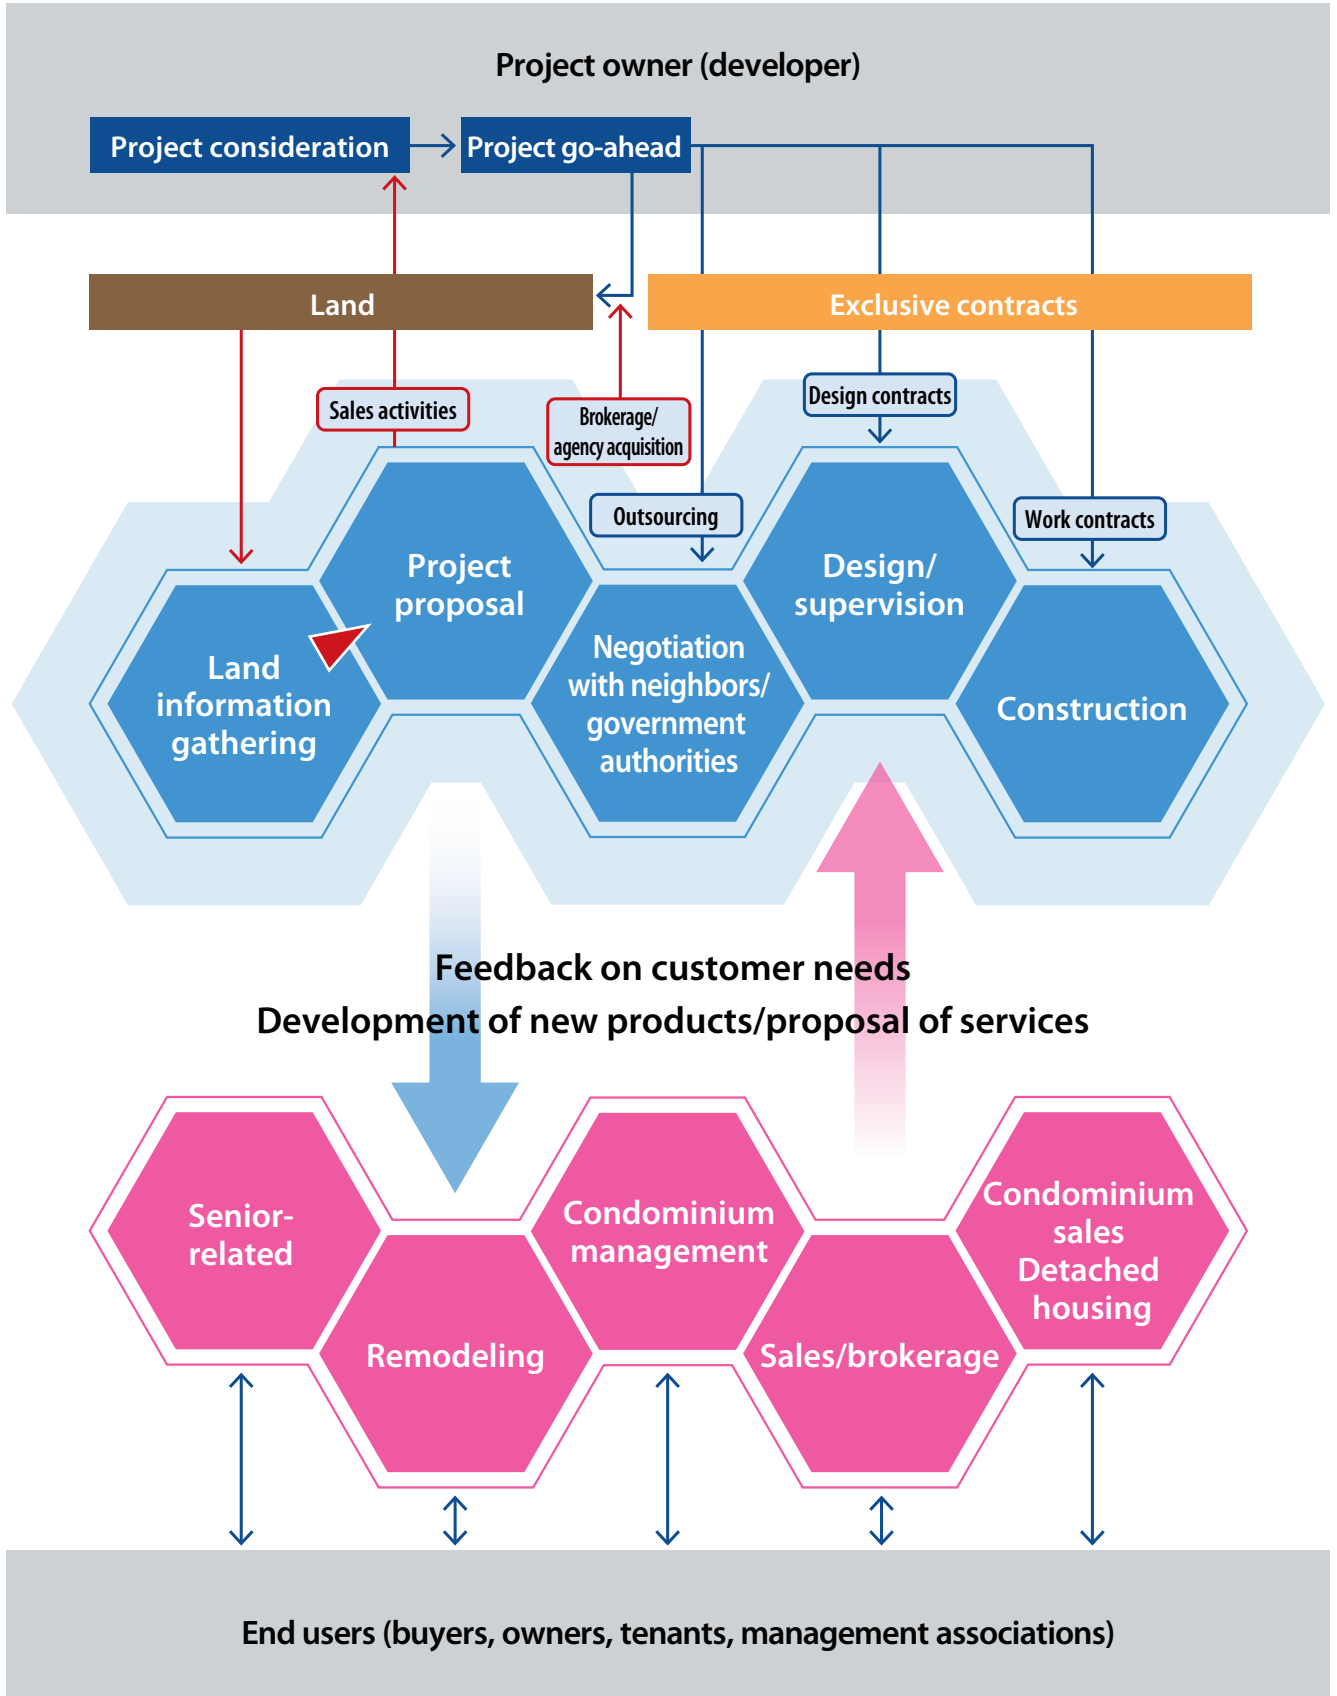 Project owner (developer)
Project consideration
Project go-ahead
Land
Exclusive contracts
Sales activities
Brokerage/
agency acquisition
Design contracts
Outsourcing
Work contracts
Land
information
gathering
Project
proposal
Negotiation
with neighbors/
government
authorities
Design/
supervision
Construction
Feedback on customer needs
Development of new products/proposal of services
Senior-
related
Remodeling
Condominium
management
Sales/brokerage
Condominium
sales
Detached
housing
End users (buyers, owners, tenants, management associations)